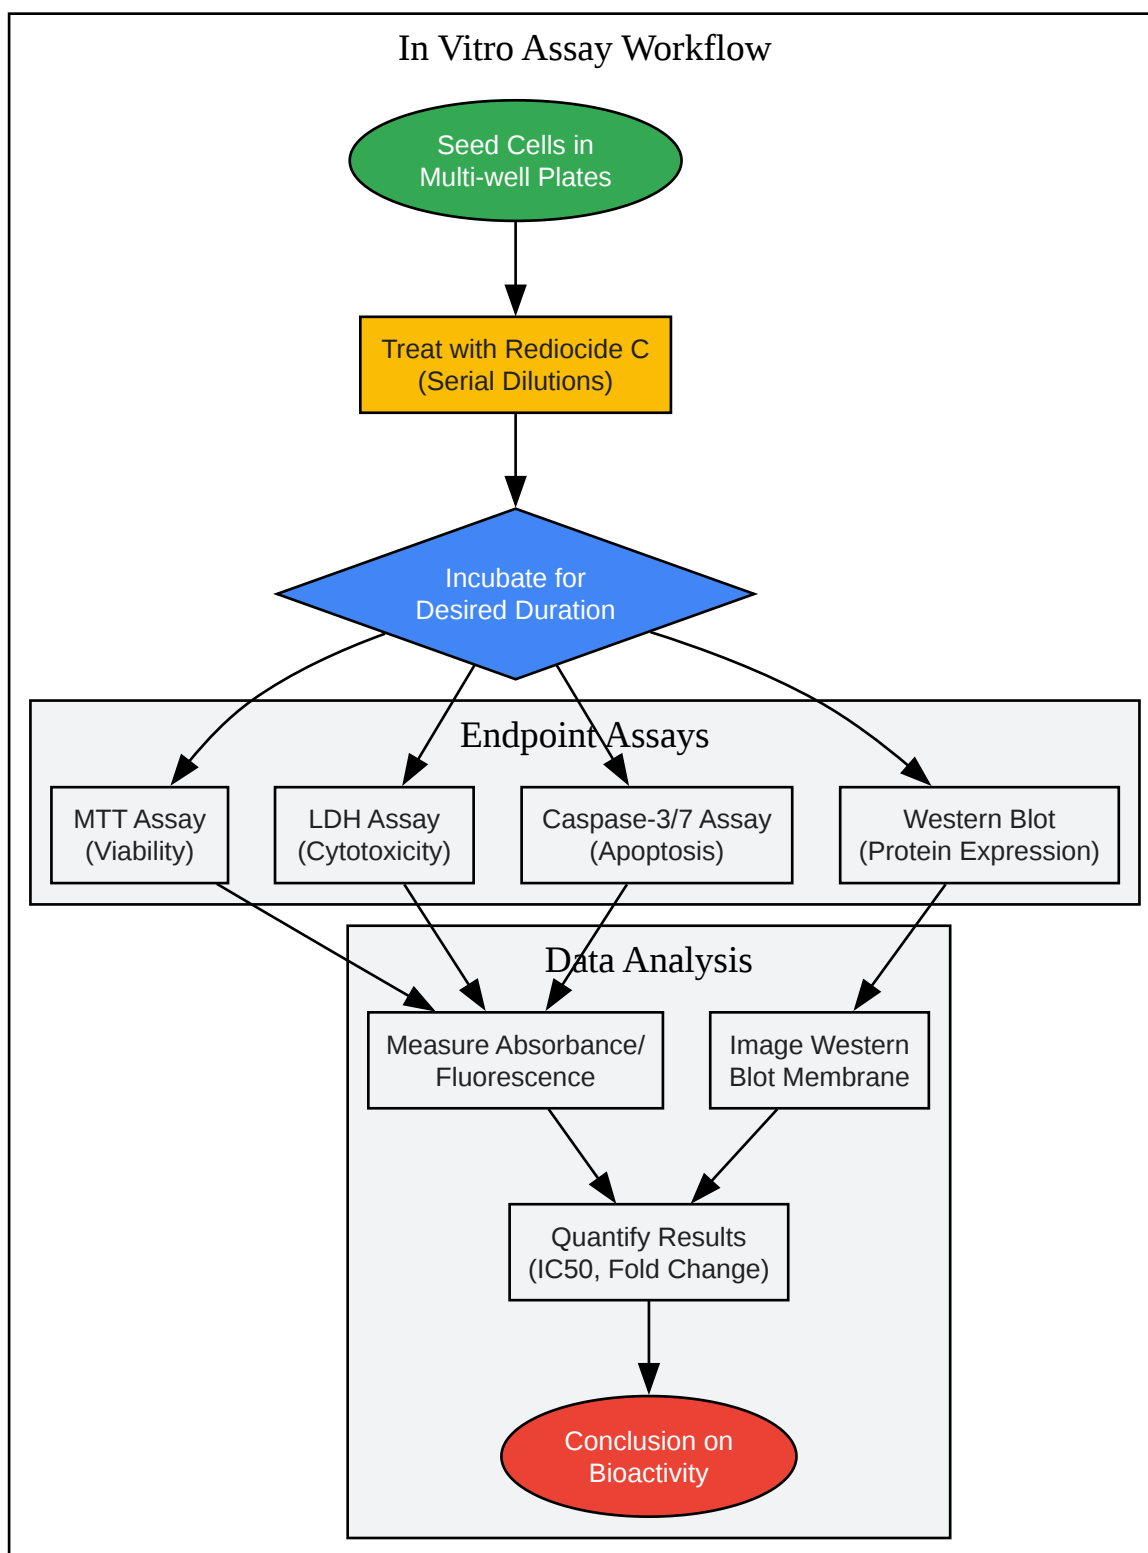 In Vitro Assay Workflow
Seed Cells in
Multi-well Plates
Treat with Rediocide C
(Serial Dilutions)
Incubate for
Desired Duration
Endpoint Assays
MTT Assay
(Viability)
LDH Assay
(Cytotoxicity)
Caspase-3/7 Assay
(Apoptosis)
Western Blot
(Protein Expression)
Data Analysis
Measure Absorbance/
Fluorescence
Image Western
Blot Membrane
Quantify Results
(IC50, Fold Change)
Conclusion on
Bioactivity